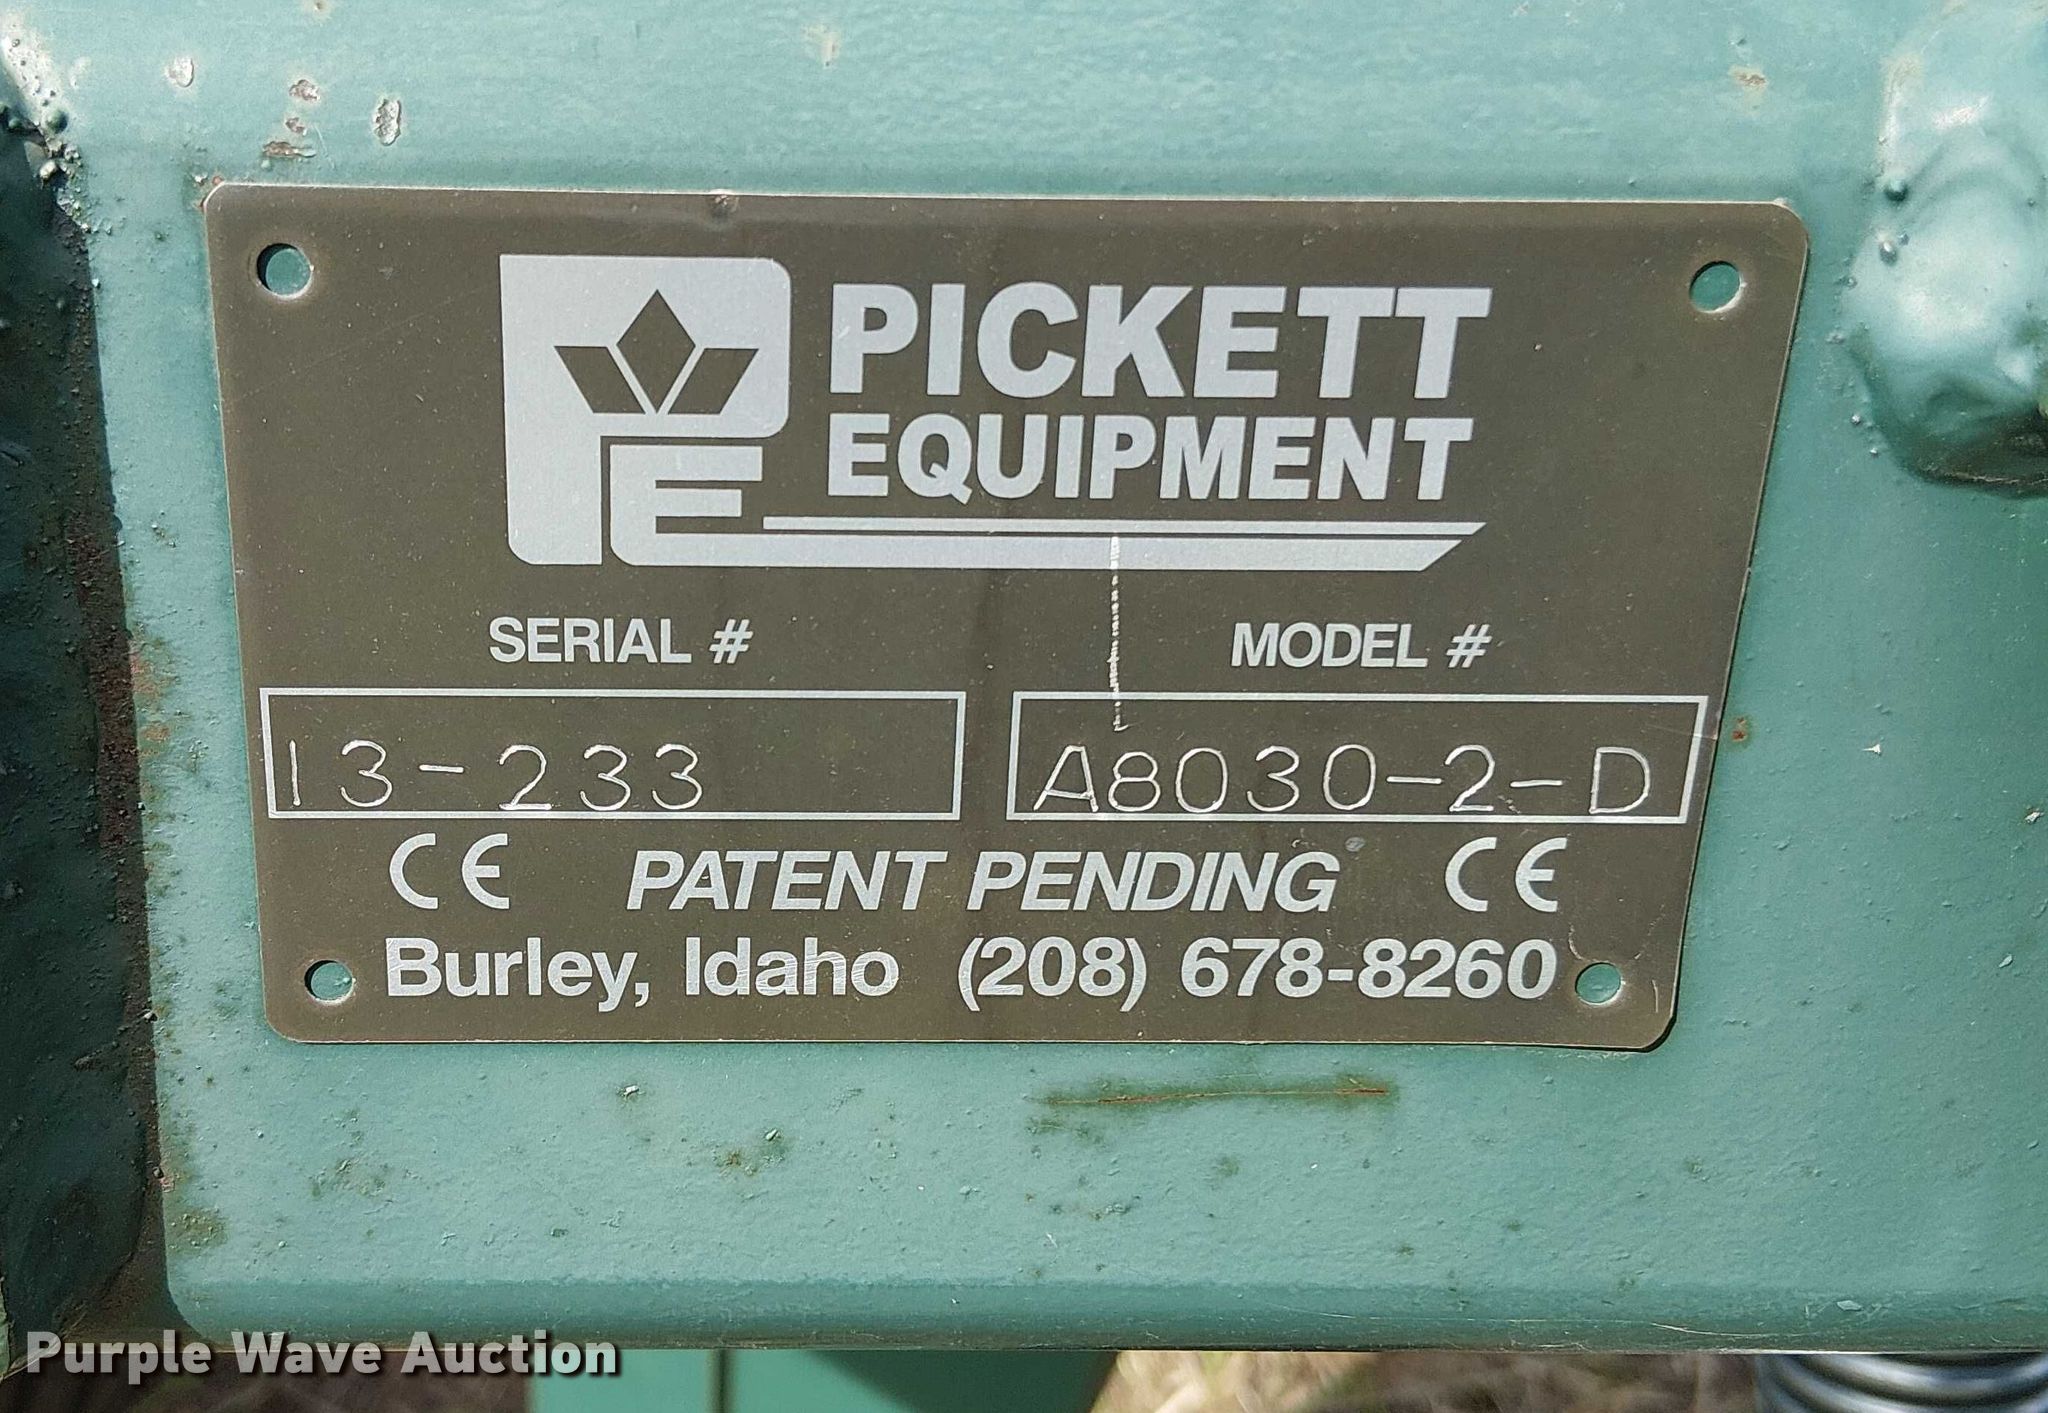 PE PICKETT
EQUIPMENT
SERIAL # MODEL #
13-233 A8030-2-D
CE PATENT PENDING CE
Burley, Idaho (208) 678-8260
Purple Wave Auction